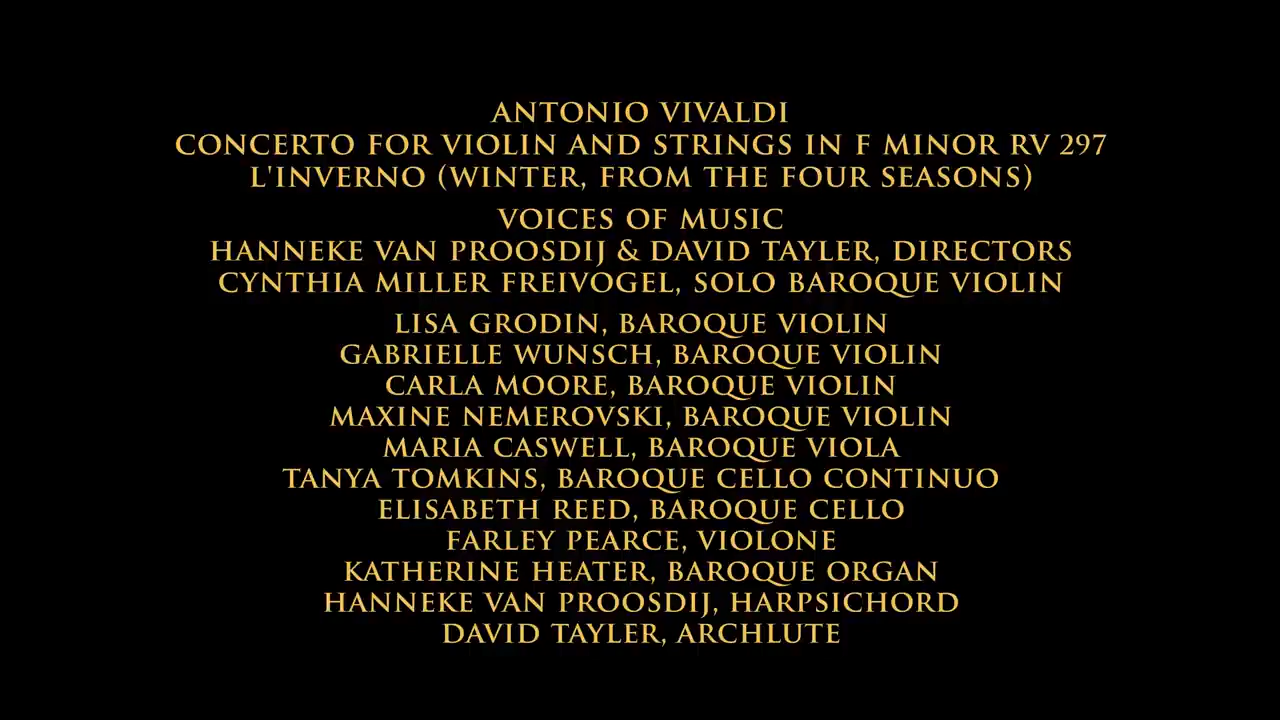 ANTONIO VIVALDI
CONCERTO FOR VIOLIN AND STRINGS IN F MINOR RV 297
L'INVERNO (WINTER, FROM THE FOUR SEASONS)
VOICES OF MUSIC
HANNEKE VAN PROOSDIJ & DAVID TAYLER, DIRECTORS
CYNTHIA MILLER FREIVOGEL, SOLO BAROQUE VIOLIN
LISA GRODIN, BAROQUE VIOLIN
GABRIELLE WUNSCH, BAROQUE VIOLIN
CARLA MOORE, BAROQUE VIOLIN
MAXINE NEMEROVSKI, BAROQUE VIOLIN
MARIA CASWELL, BAROQUE VIOLA
TANYA TOMKINS, BAROQUE CELLO CONTINUO
ELISABETH REED, BAROQUE CELLO
FARLEY PEARCE, VIOLONE
KATHERINE HEATER, BAROQUE ORGAN
HANNEKE VAN PROOSDIJ, HARPSICHORD
DAVID TAYLER, ARCHLUTE